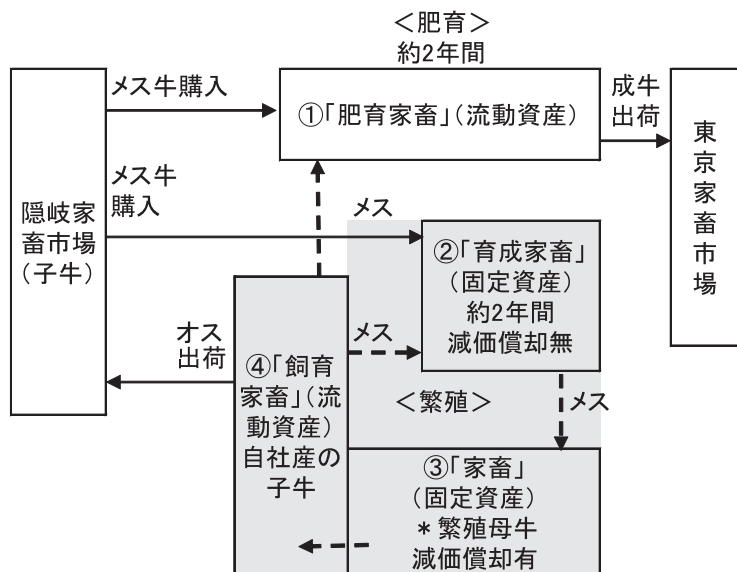 <肥育>
約2年間
メス牛購入
①「肥育家畜」(流動資産)
成牛
出荷
東京家畜市場
隠岐家
畜市場
(子牛)
メス牛
購入
メス
②「育成家畜」
(固定資産)
約2年間
減価償却無
オス
出荷
④「飼育
家畜」(流
動資産)
自社産の
子牛
メス
<繁殖>
メス
③「家畜」
(固定資産)
*繁殖母牛
減価償却有